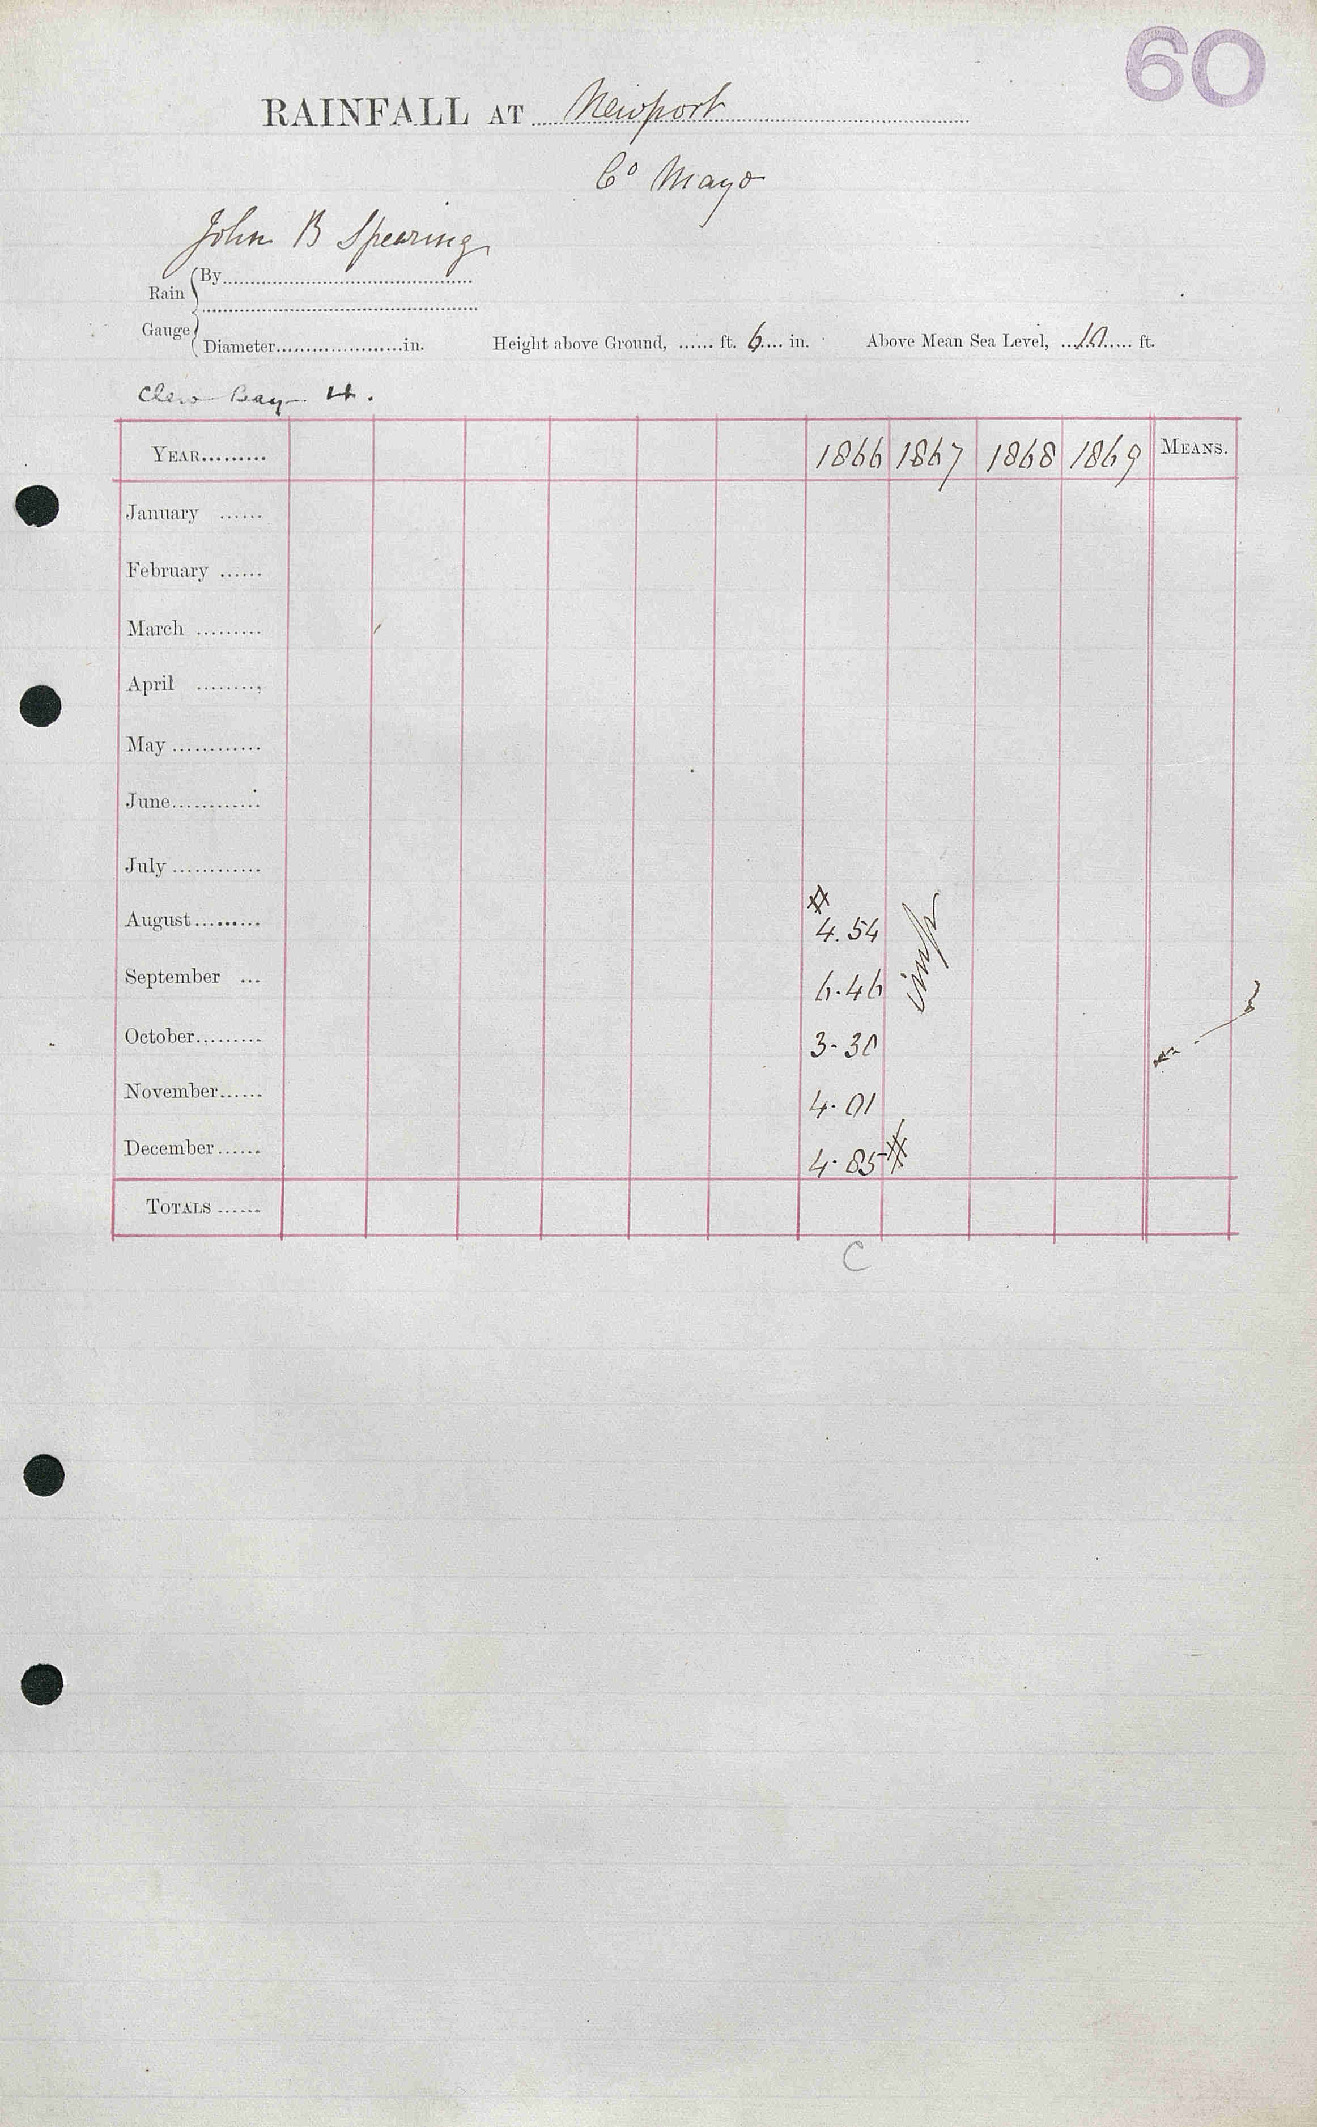 60
RAINFALL AT Newport
Co Mayo
John B Spearing
Rain Gauge
By
Diameter in. Height above Ground, ft. 6 in. Above Mean Sea Level, 10 ft.
Clew Bay H.
YEAR 1866 1867 1868 1869 MEANS.
January
February
March
April
May
June
July
August 4.54
September 6.46
imp
October 3.30
November 4.01
December 4.85
TOTALS
C